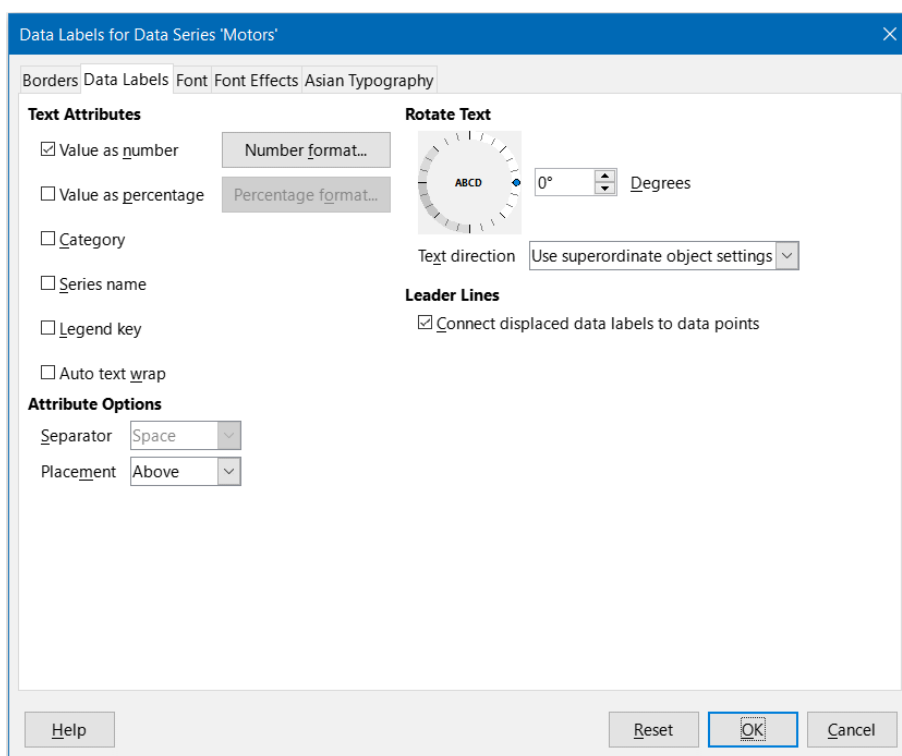 Data Labels for Data Series 'Motors'
Borders Data Labels Font Font Effects Asian Typography
Text Attributes
Value as number
Number format...
Value as percentage
Percentage format...
Category
Series name
Legend key
Auto text wrap
Attribute Options
Separator Space
Placement Above
Rotate Text
ABCD
0° Degrees
Text direction Use superordinate object settings
Leader Lines
Connect displaced data labels to data points
Help
Reset
OK
Cancel